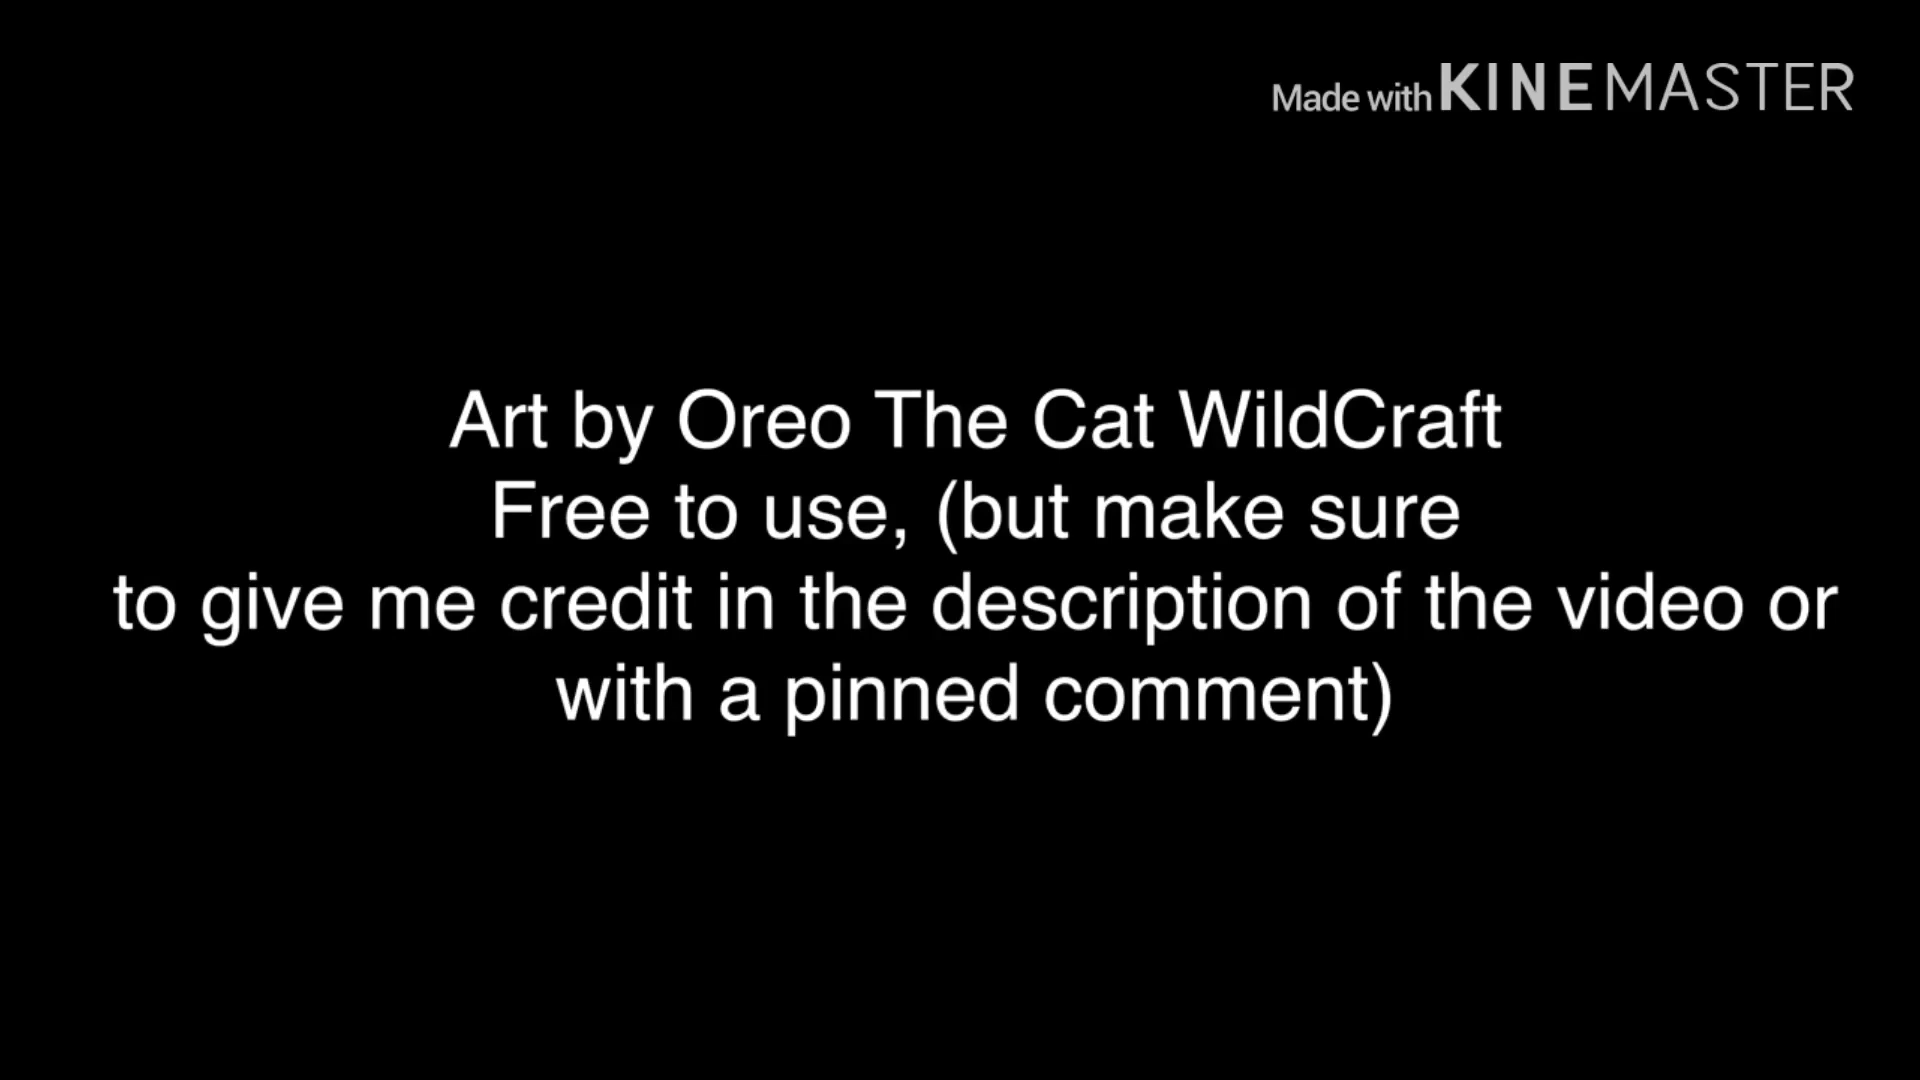 Made with KINEMASTER
Art by Oreo The Cat WildCraft
Free to use, (but make sure
to give me credit in the description of the video or
with a pinned comment)